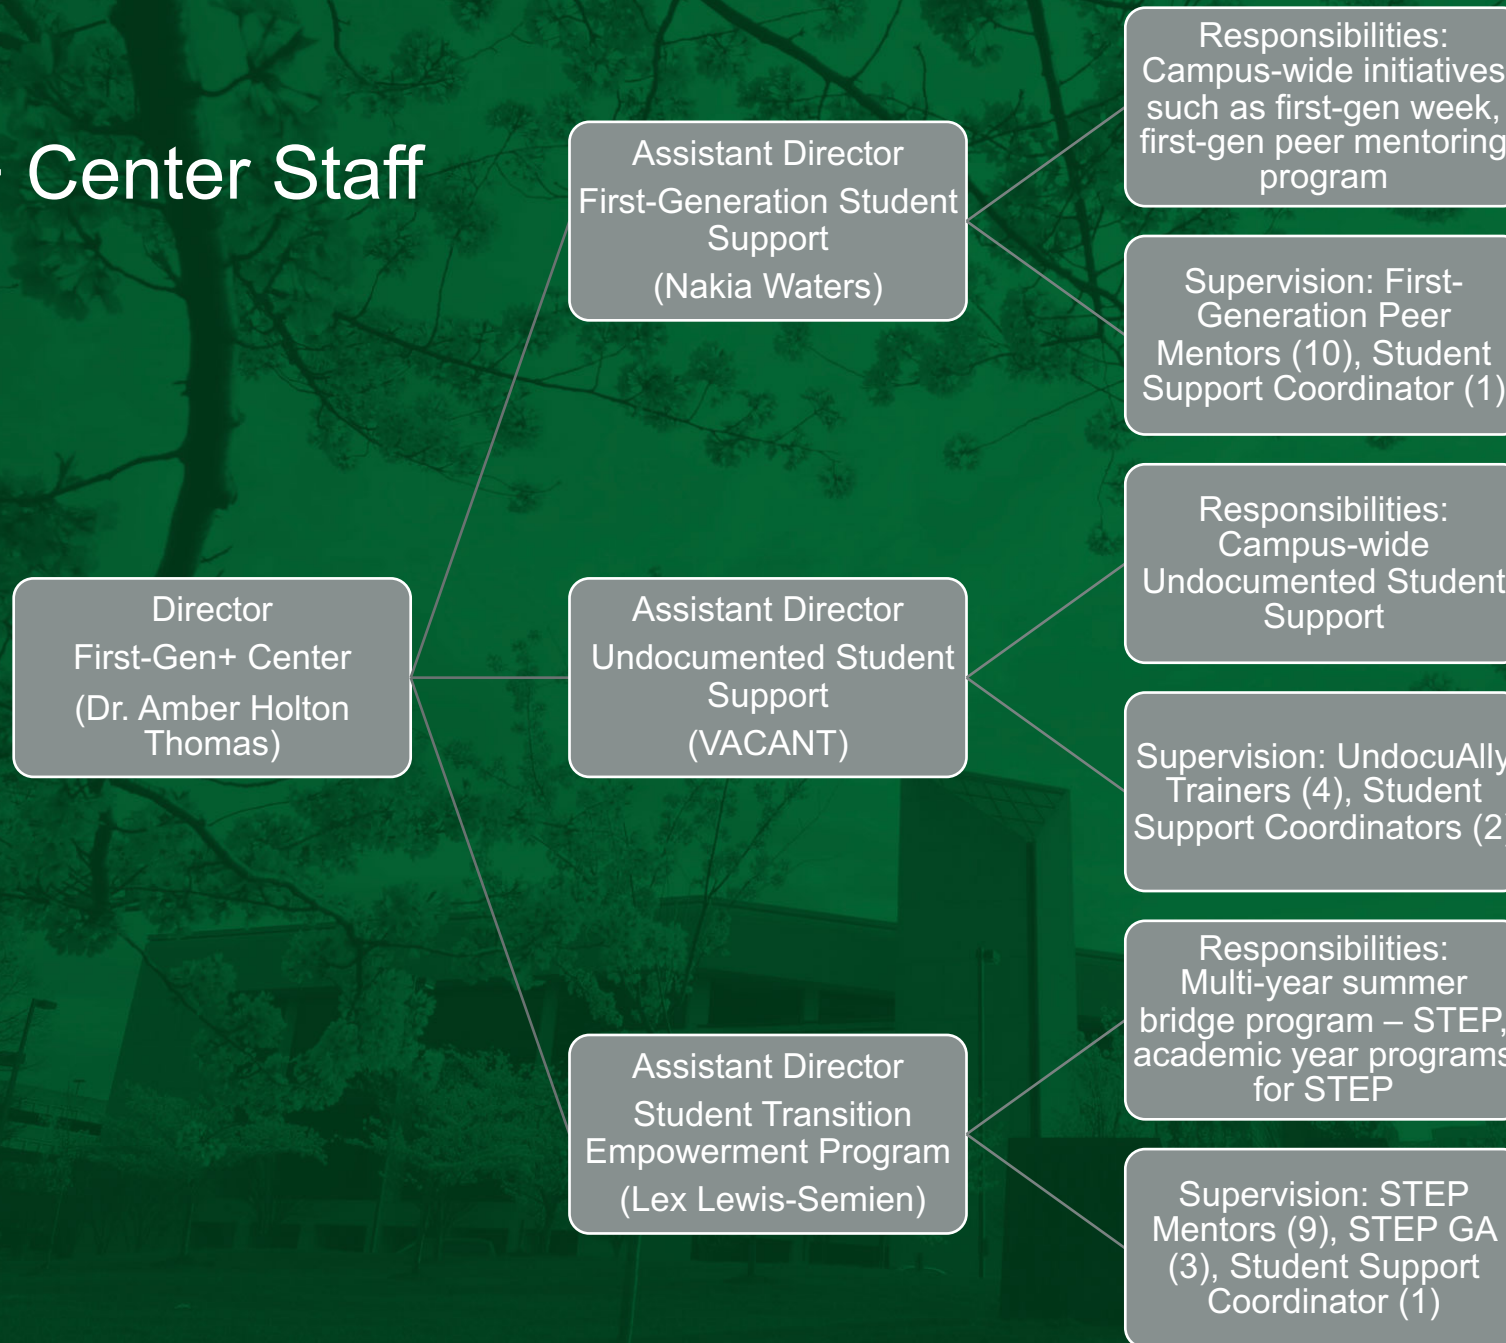 Center Staff
Director
First-Gen+ Center
(Dr. Amber Holton
Thomas)
Assistant Director
First-Generation Student
Support
(Nakia Waters)
Responsibilities:
Campus-wide initiatives
such as first-gen week,
first-gen peer mentoring
program
Supervision: First-
Generation Peer
Mentors (10), Student
Support Coordinator (1)
Assistant Director
Undocumented Student
Support
(VACANT)
Responsibilities:
Campus-wide
Undocumented Student
Support
Supervision: UndocuAlly
Trainers (4), Student
Support Coordinators (2)
Assistant Director
Student Transition
Empowerment Program
(Lex Lewis-Semien)
Responsibilities:
Multi-year summer
bridge program – STEP,
academic year programs
for STEP
Supervision: STEP
Mentors (9), STEP GA
(3), Student Support
Coordinator (1)